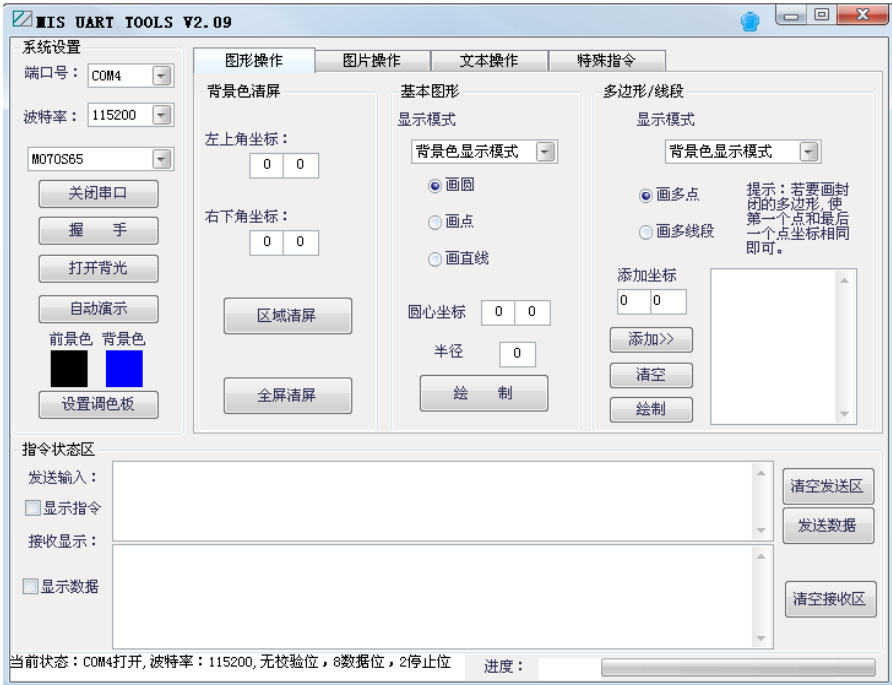 MIS UART TOOLS V2.09
系统设置
端口号： COM4
波特率： 115200
M070S65
关闭串口
握 手
打开背光
自动演示
前景色 背景色
设置调色板
图形操作 图片操作 文本操作 特殊指令
背景色清屏
左上角坐标：
0 0
右下角坐标：
0 0
区域清屏
全屏清屏
基本图形
显示模式
背景色显示模式
画圆
画点
画直线
圆心坐标 0 0
半径 0
绘 制
多边形/线段
显示模式
背景色显示模式
画多点
画多线段
提示：若要画封
闭的多边形,使
第一个点和最后
一个点坐标相同
即可。
添加坐标
0 0
添加>>
清空
绘制
指令状态区
发送输入：
显示指令
接收显示：
显示数据
清空发送区
发送数据
清空接收区
当前状态：COM4打开,波特率：115200,无校验位，8数据位，2停止位 进度：